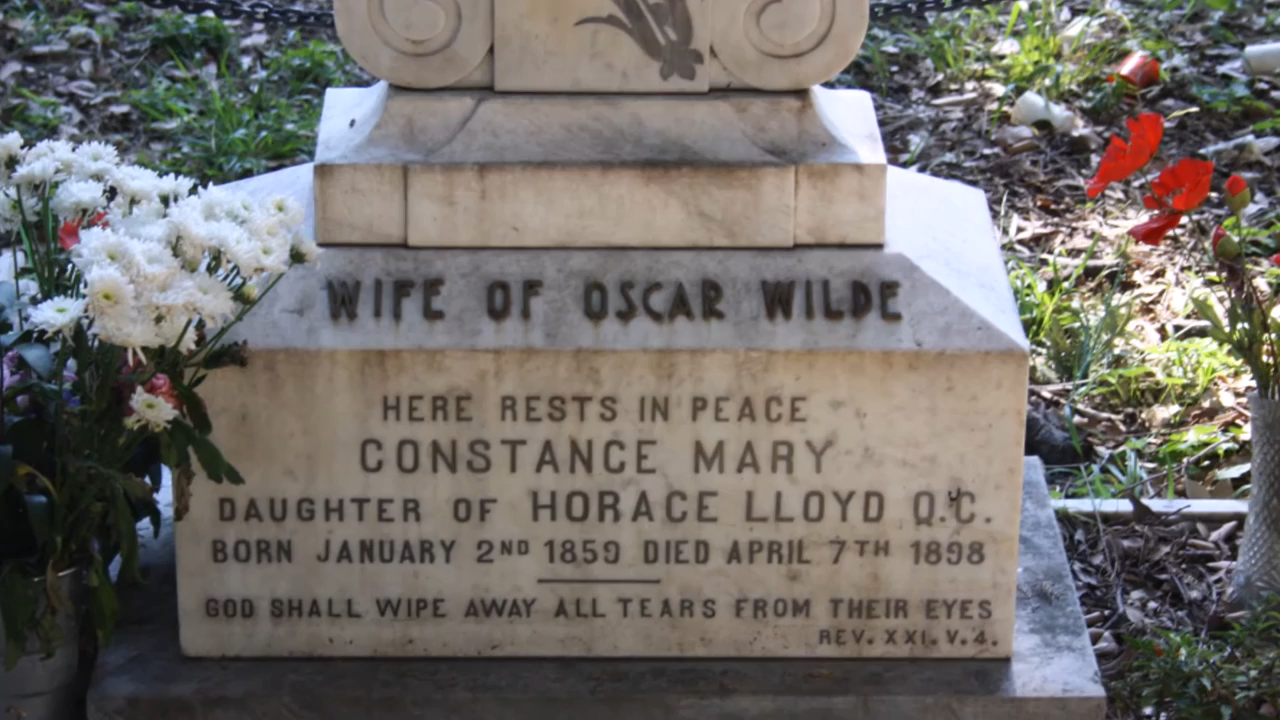 WIFE OF OSCAR WILDE
HERE RESTS IN PEACE
CONSTANCE MARY
DAUGHTER OF HORACE LLOYD Q.C.
BORN JANUARY 2ND 1859 DIED APRIL 7TH 1898
GOD SHALL WIPE AWAY ALL TEARS FROM THEIR EYES
REV. XXI. V. 4.